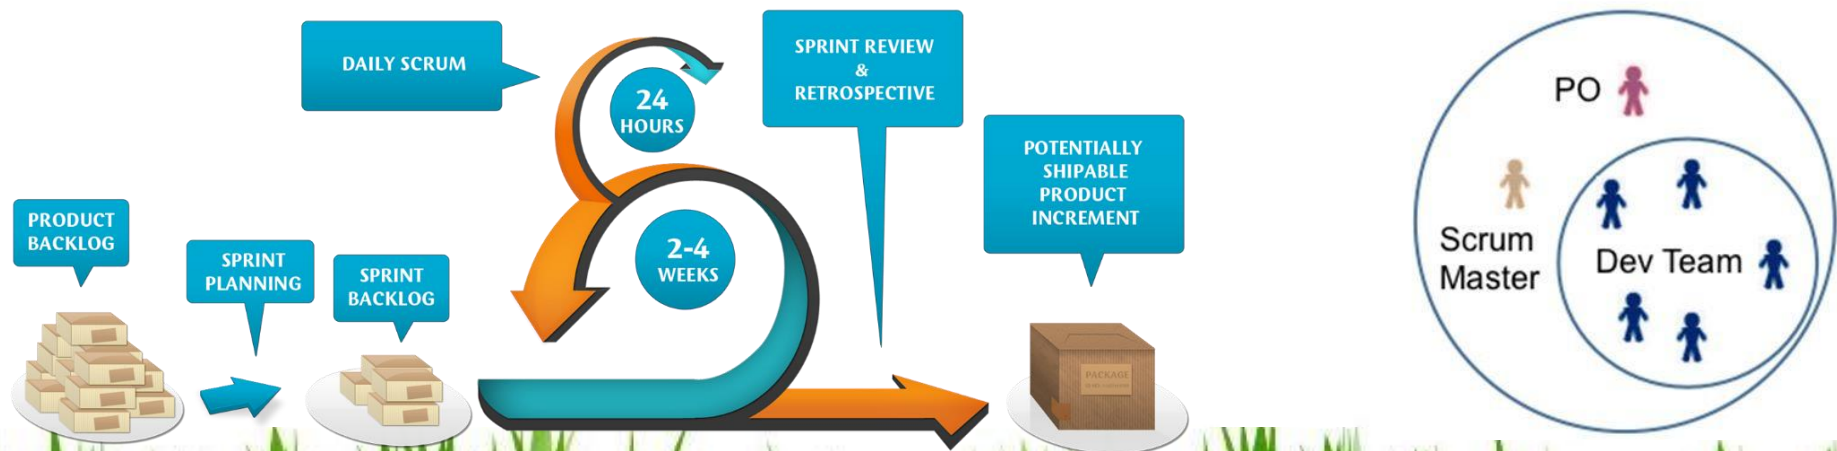 PRODUCT
BACKLOG
SPRINT
PLANNING
SPRINT
BACKLOG
DAILY SCRUM
24
HOURS
2-4
WEEKS
SPRINT REVIEW
&
RETROSPECTIVE
POTENTIALLY
SHIPABLE
PRODUCT
INCREMENT
PACKAGE
PO
Scrum
Master
Dev Team